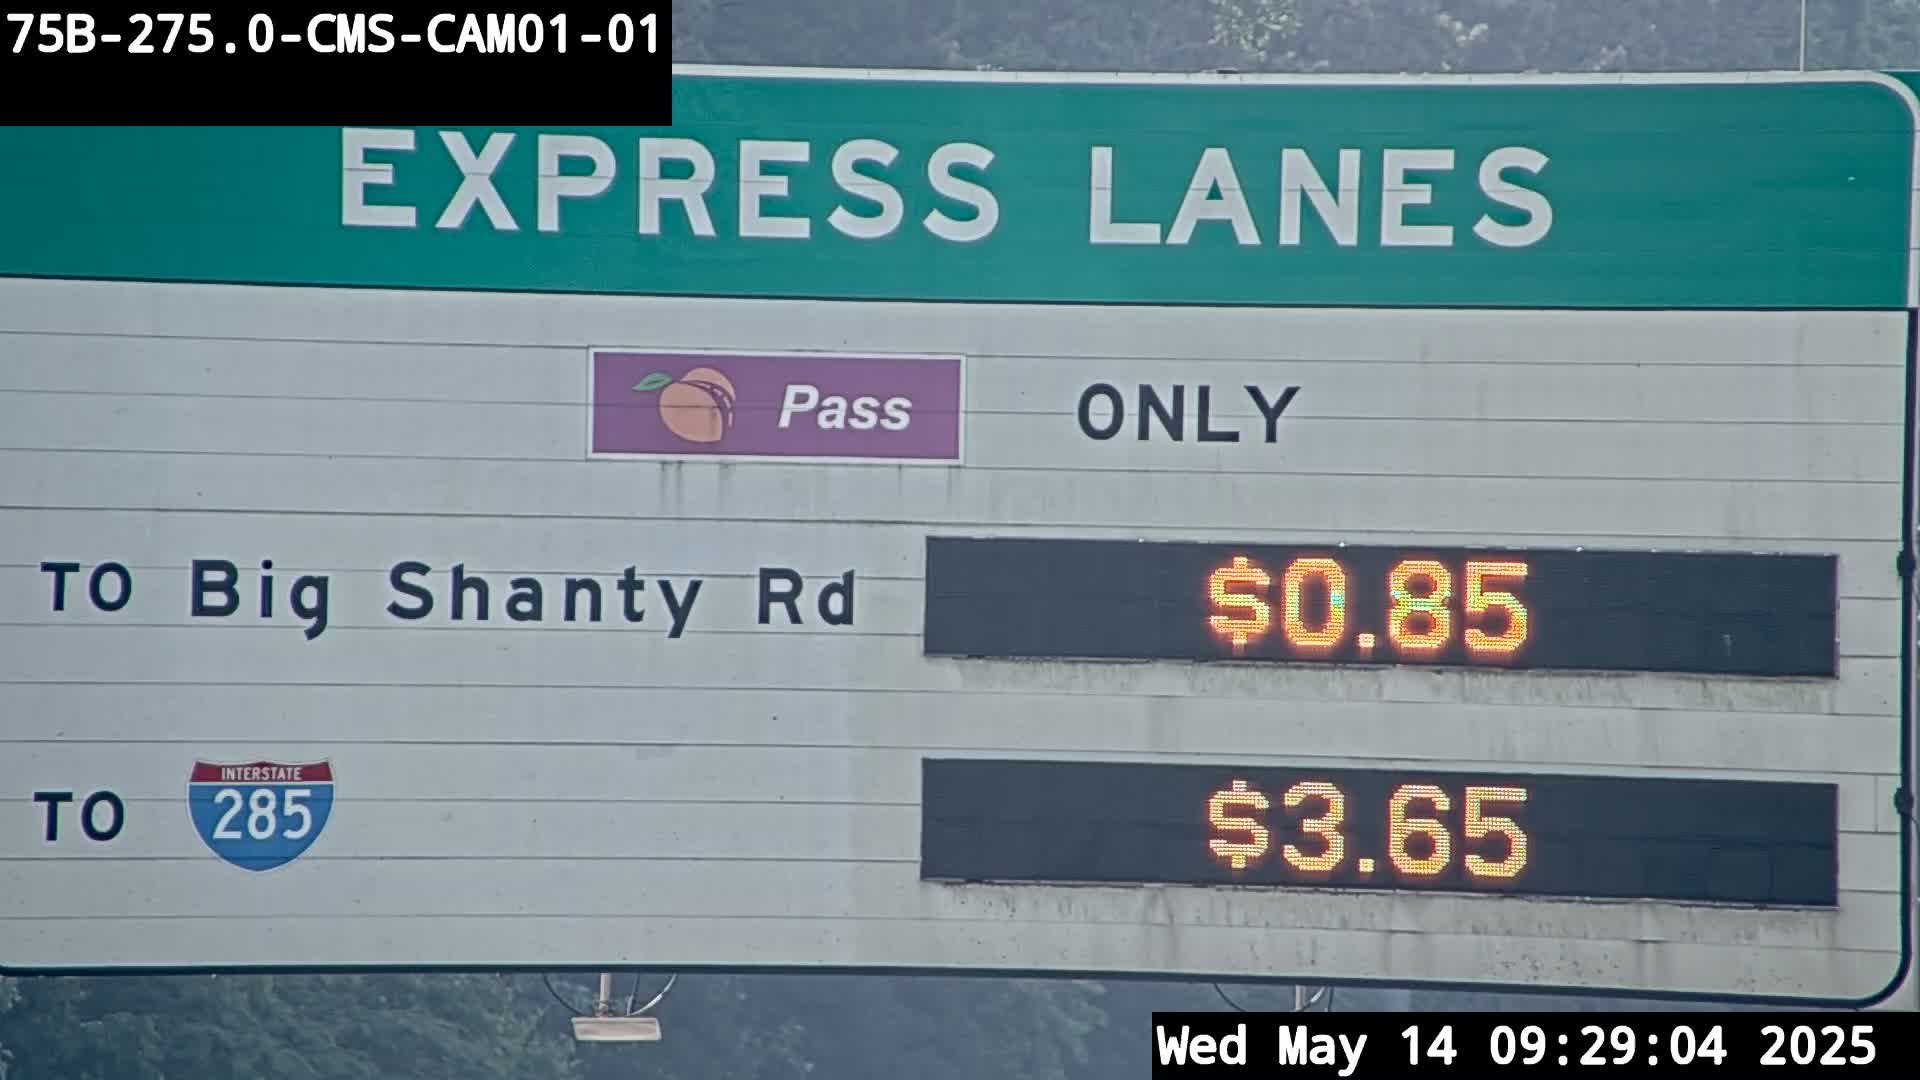 75B-275.0-CMS-CAM01-01
EXPRESS LANES
Pass ONLY
TO Big Shanty Rd $0.85
INTERSTATE
TO 285 $3.65
Wed May 14 09:29:04 2025